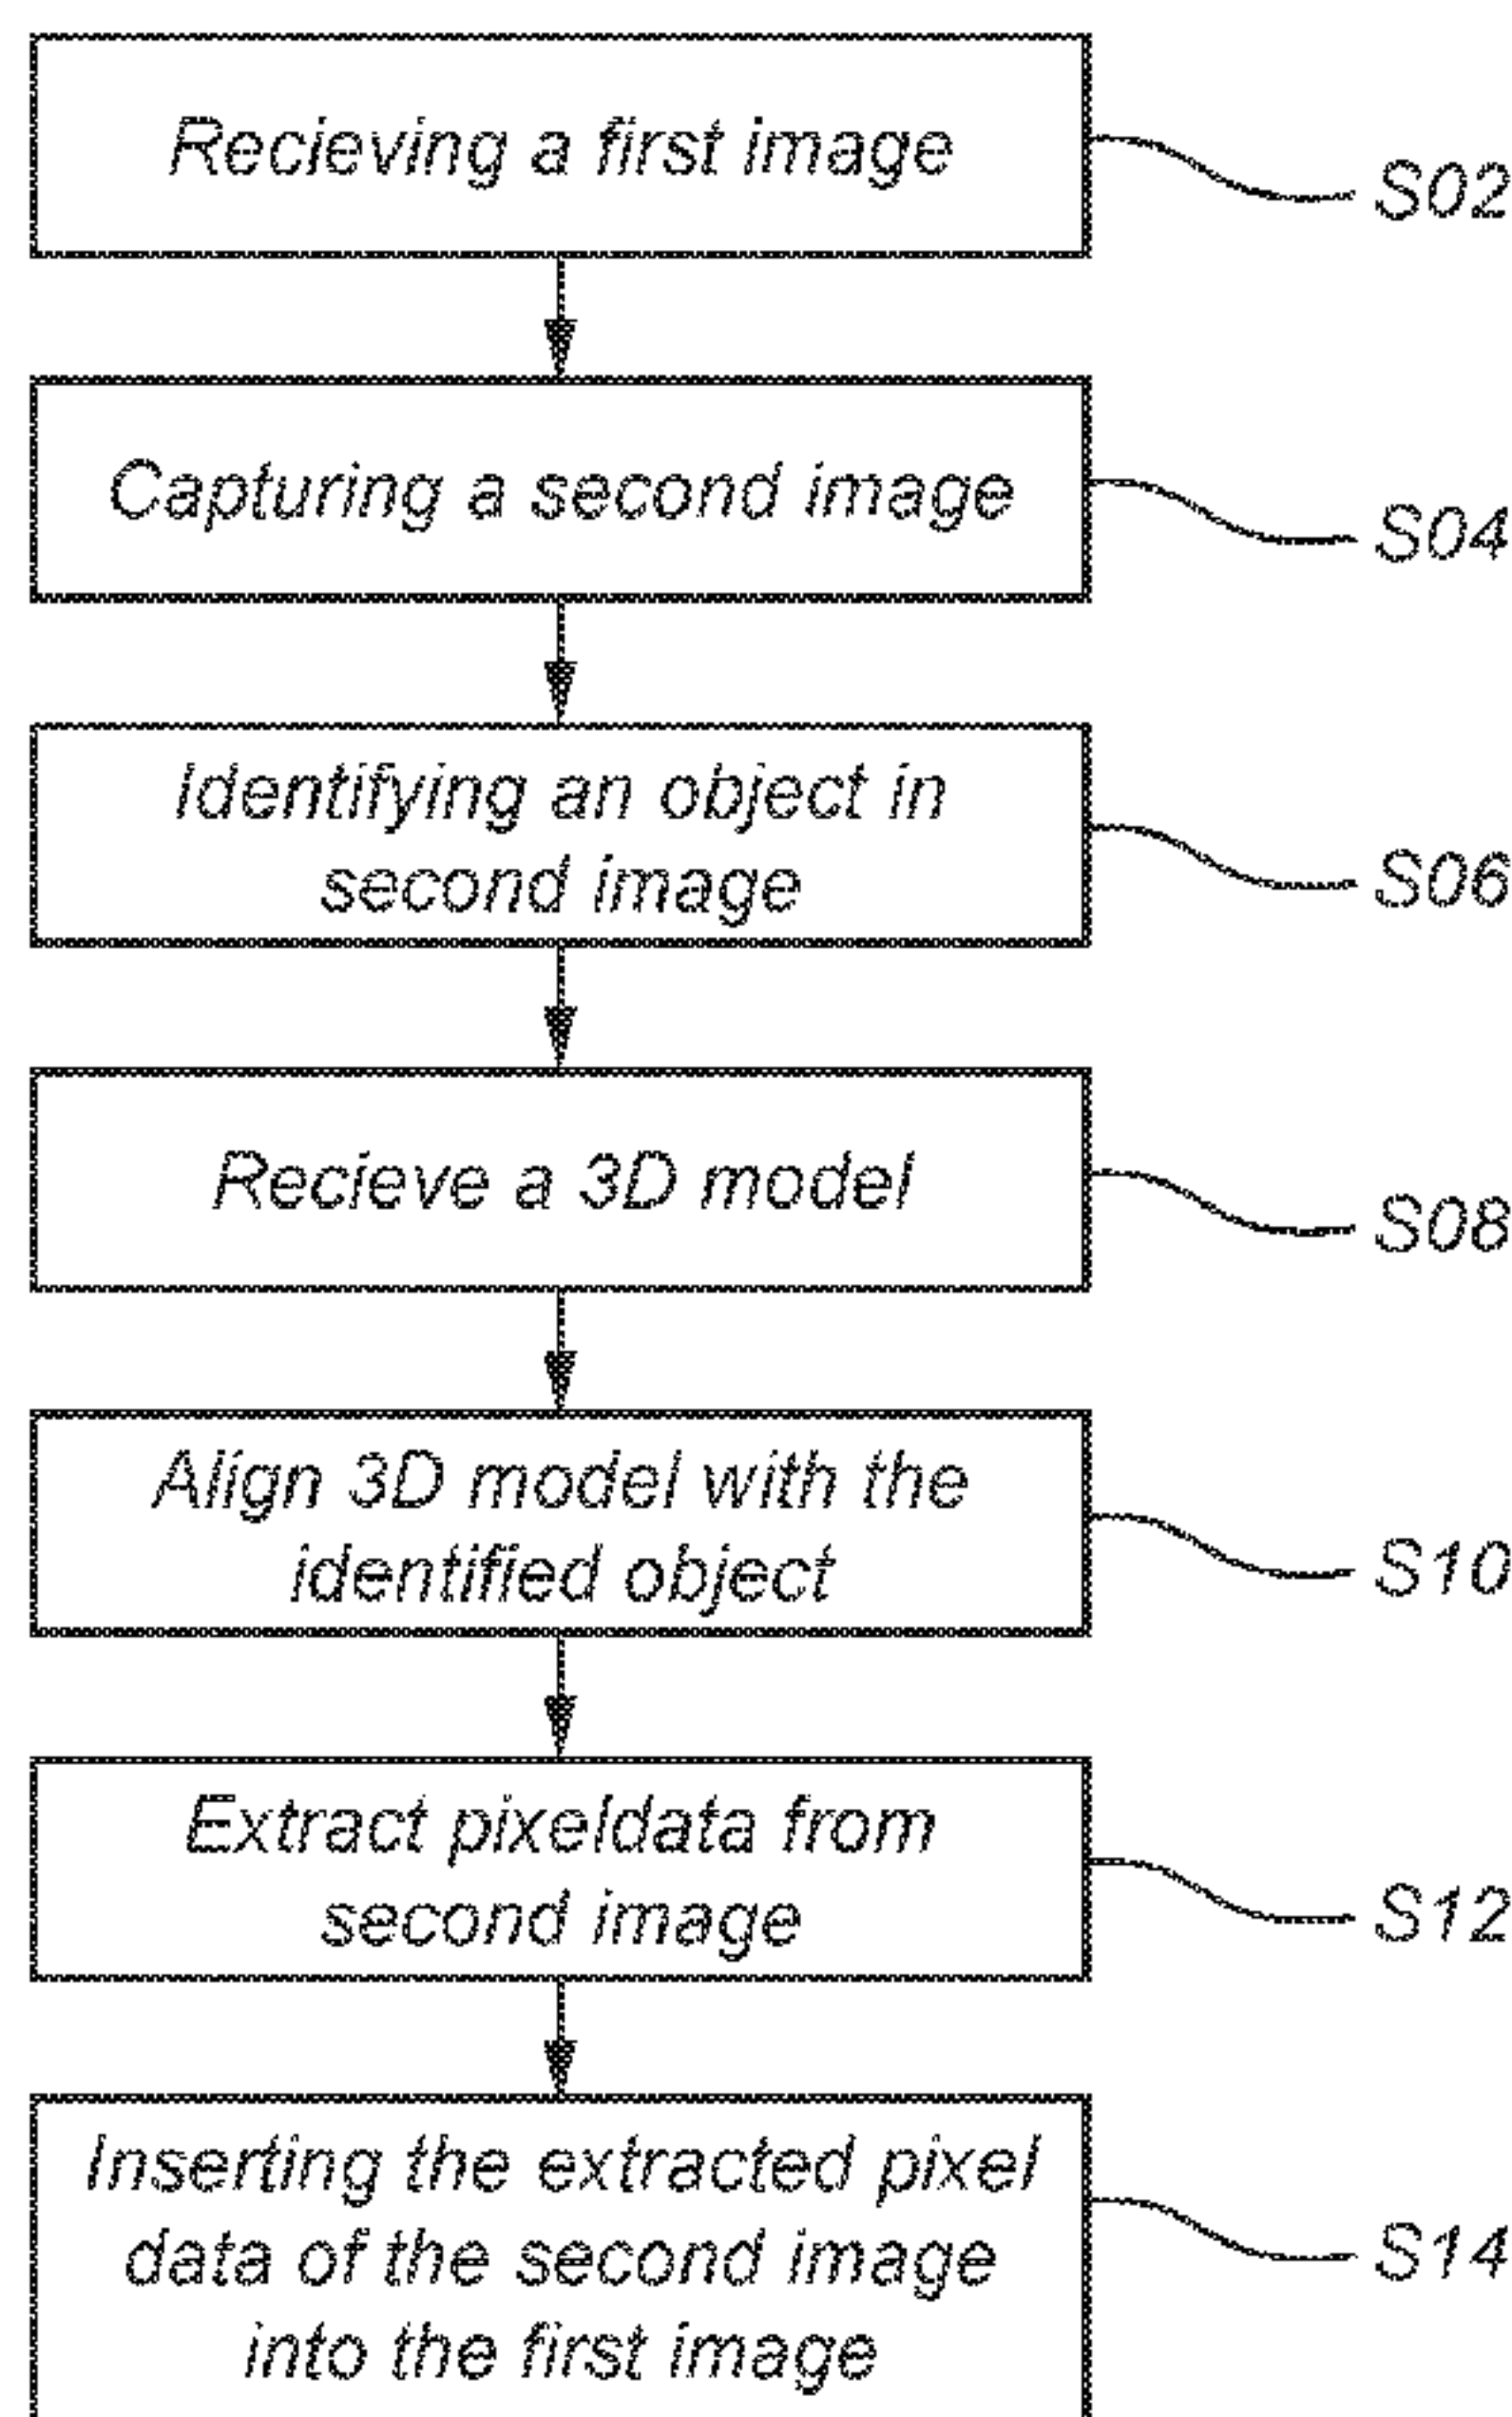 Recieving a first image
S02
Capturing a second image
S04
Identifying an object in
second image
S06
Recieve a 3D model
S08
Align 3D model with the
identified object
S10
Extract pixeldata from
second image
S12
Inserting the extracted pixel
data of the second image
into the first image
S14